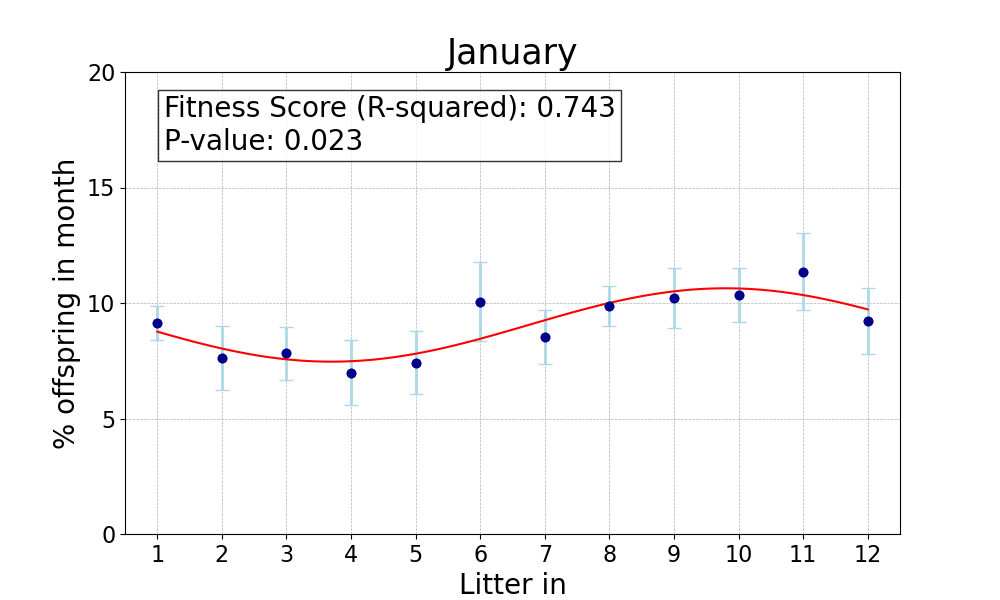 January
Fitness Score (R-squared): 0.743
P-value: 0.023
% offspring in month
20
15
10
5
0
1 2 3 4 5 6 7 8 9 10 11 12
Litter in